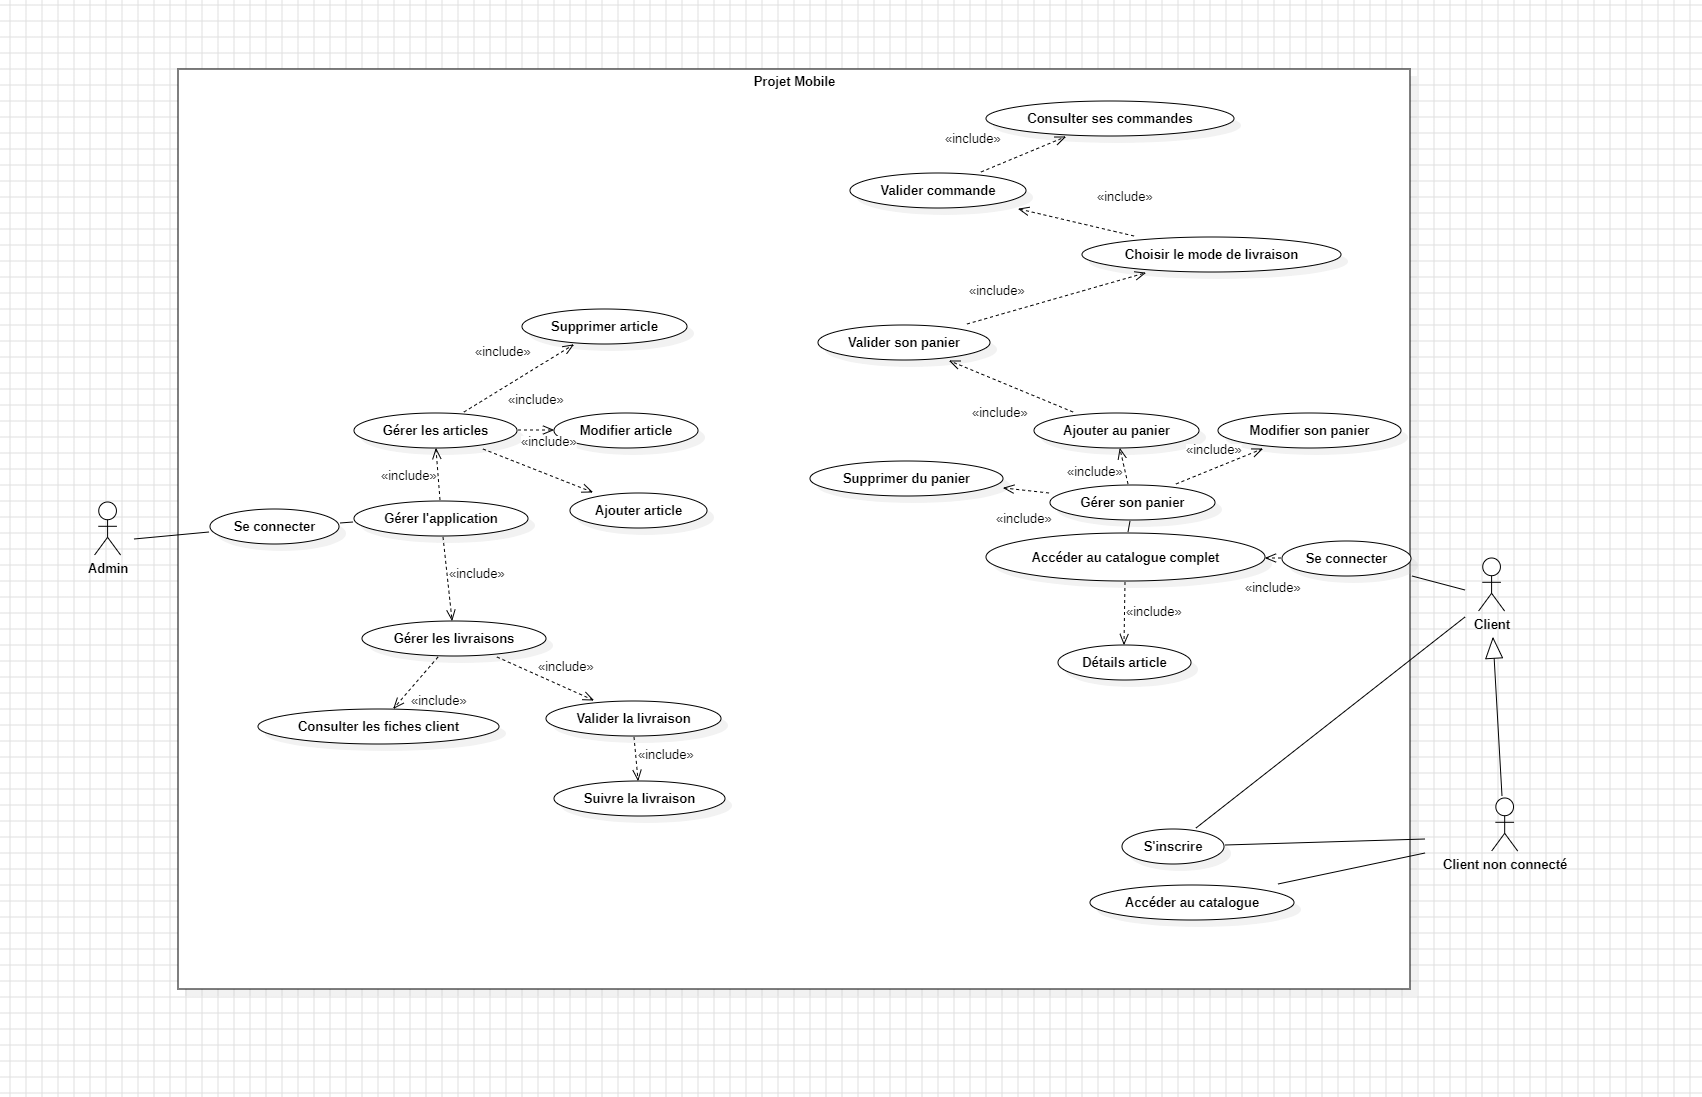 Projet Mobile
Consulter ses commandes
«include»
Valider commande
«include»
Choisir le mode de livraison
«include»
Supprimer article
Valider son panier
«include»
«include»
«include»
Gérer les articles
Modifier article
Ajouter au panier
Modifier son panier
«include»
«include»
«include»
«include»
Supprimer du panier
Gérer son panier
Ajouter article
Gérer l'application
«include»
Se connecter
Accéder au catalogue complet
Se connecter
Admin
«include»
«include»
«include»
Client
Gérer les livraisons
Détails article
«include»
«include»
Valider la livraison
Consulter les fiches client
«include»
Suivre la livraison
S'inscrire
Client non connecté
Accéder au catalogue